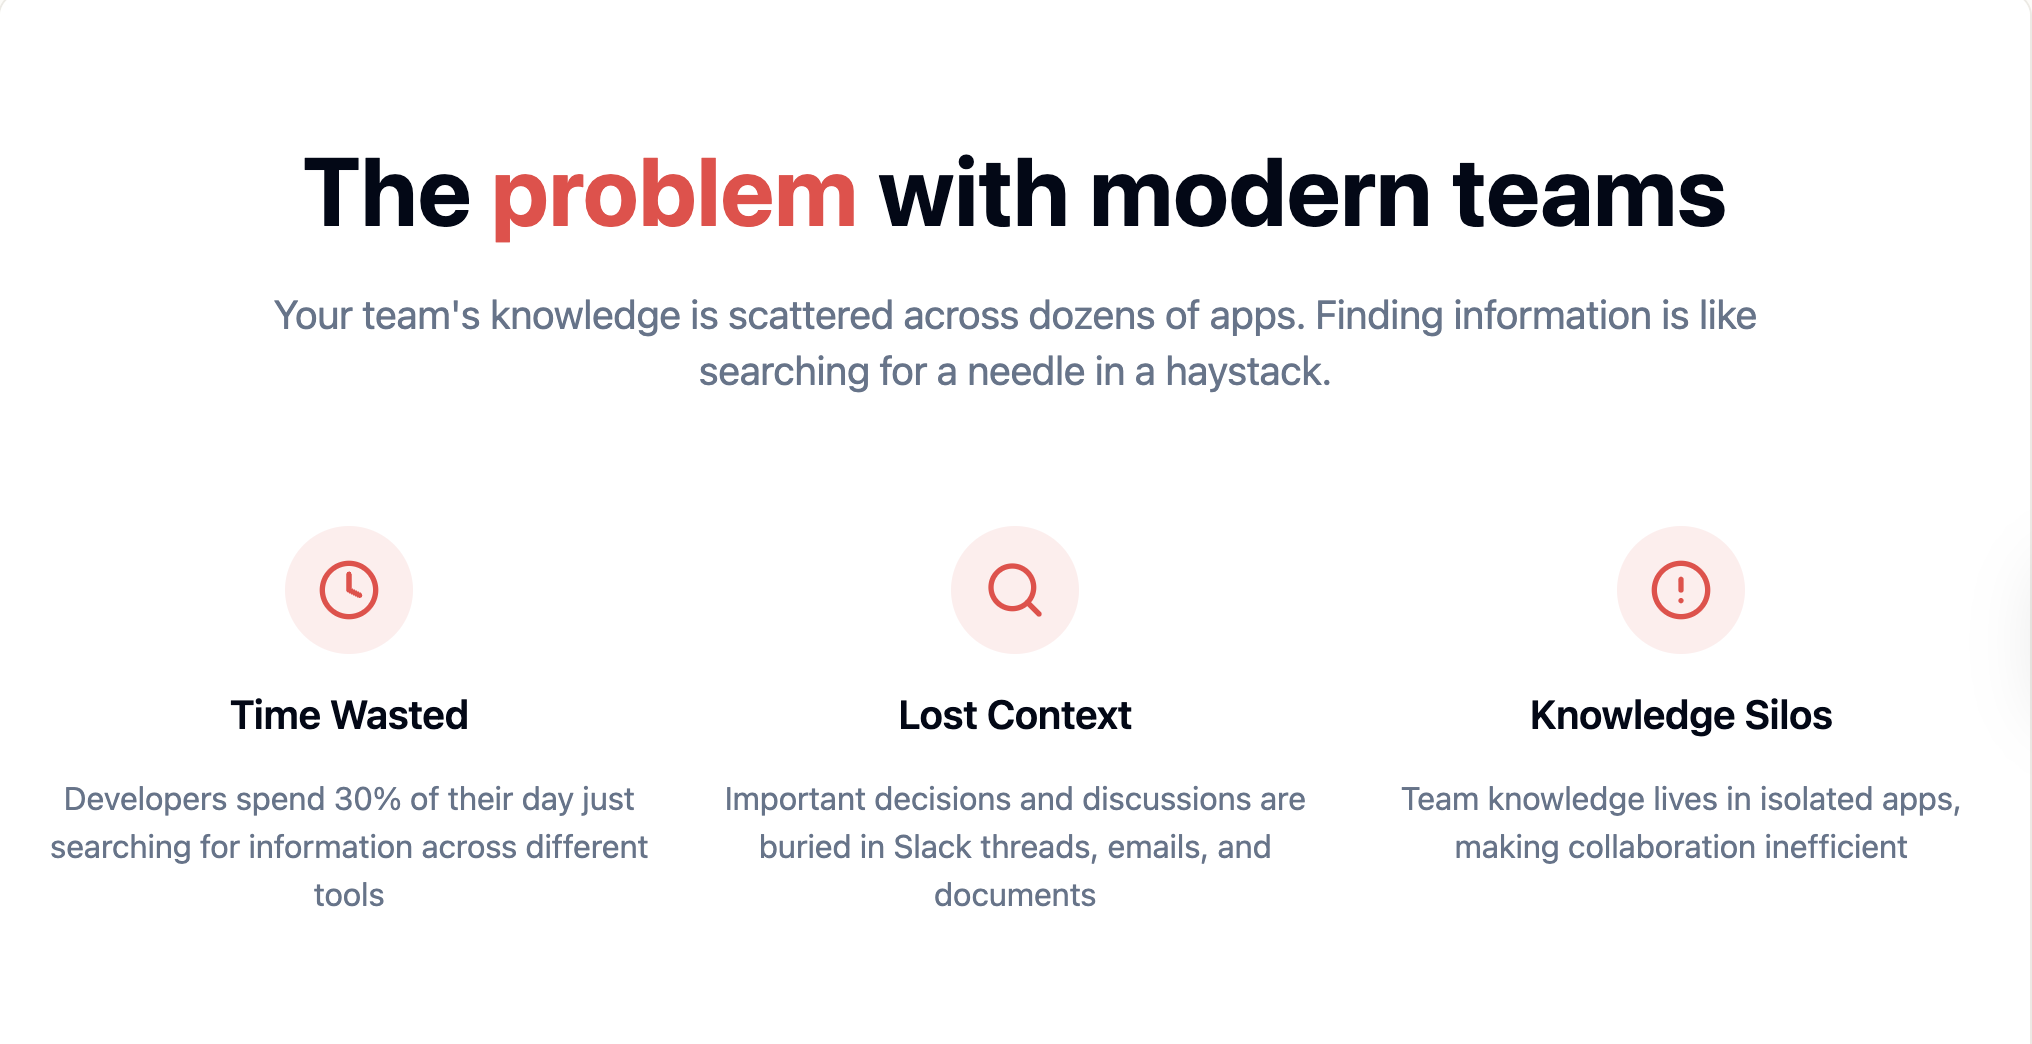 The problem with modern teams
Your team's knowledge is scattered across dozens of apps. Finding information is like
searching for a needle in a haystack.
Time Wasted
Developers spend 30% of their day just
searching for information across different
tools
Lost Context
Important decisions and discussions are
buried in Slack threads, emails, and
documents
Knowledge Silos
Team knowledge lives in isolated apps,
making collaboration inefficient